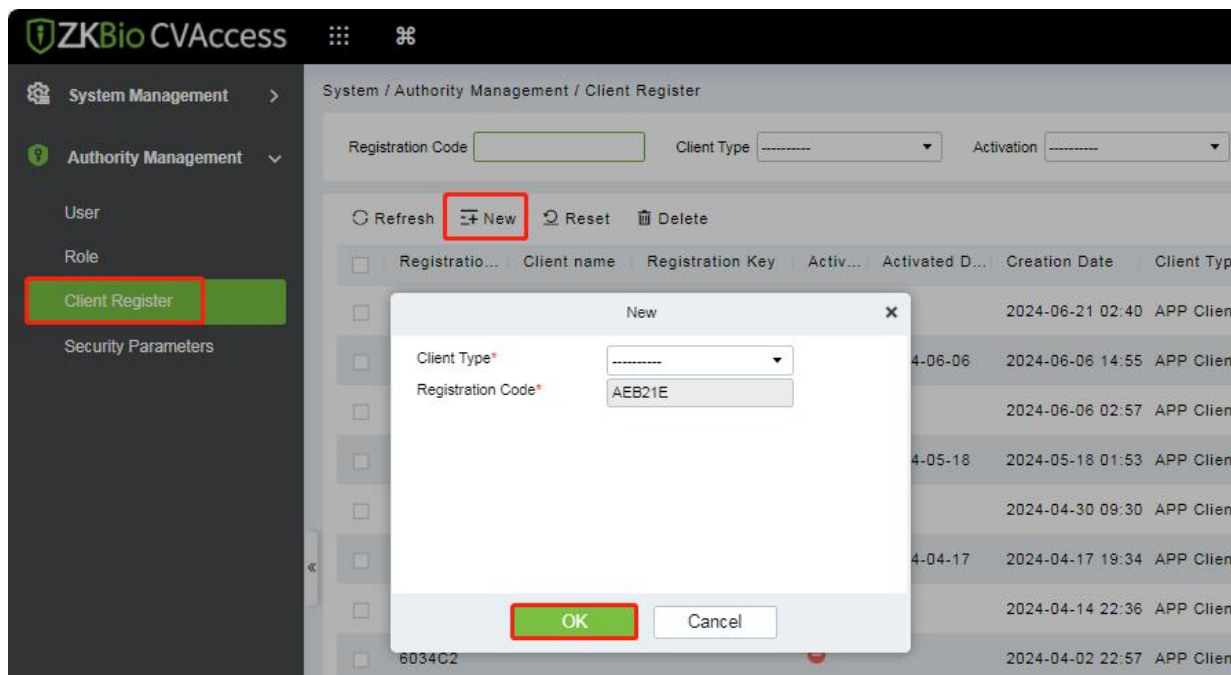 ZKBio CVAccess
System Management
Authority Management
User
Role
Client Register
Security Parameters
System / Authority Management / Client Register
Registration Code Client Type ---------- Activation ----------
Refresh New Reset Delete
Registratio... Client name Registration Key Activ... Activated D... Creation Date Client Typ
2024-06-21 02:40 APP Clien
4-06-06 2024-06-06 14:55 APP Clien
2024-06-06 02:57 APP Clien
4-05-18 2024-05-18 01:53 APP Clien
2024-04-30 09:30 APP Clien
4-04-17 2024-04-17 19:34 APP Clien
2024-04-14 22:36 APP Clien
6034C2 2024-04-02 22:57 APP Clien
New
Client Type* ----------
Registration Code* AEB21E
OK Cancel